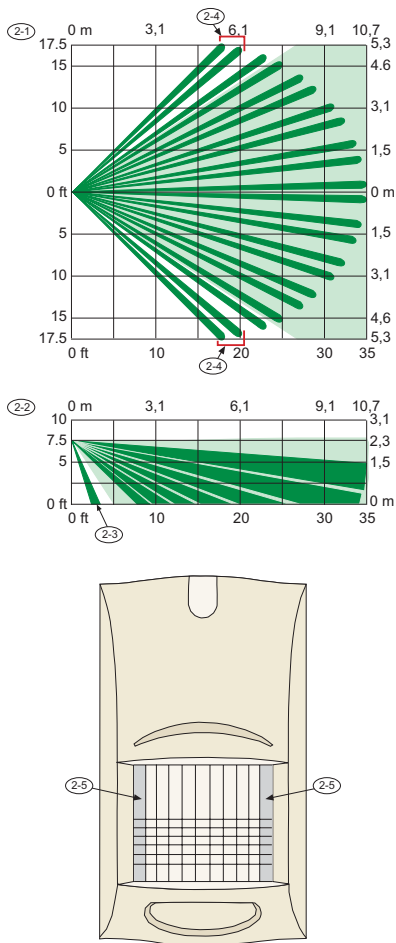 2-4
2-1 0 m 3,1 6,1 9,1 10,7
17.5 5,3
15 4.6
10 3,1
5 1,5
0 ft 0 m
5 1,5
10 3,1
15 4,6
17.5 5,3
0 ft 10 20 30 35
2-4
2-2 0 m 3,1 6,1 9,1 10,7
10 3,1
7.5 2,3
5 1,5
0 ft 0 m
0 ft 10 20 30 35
2-3
2-5 2-5